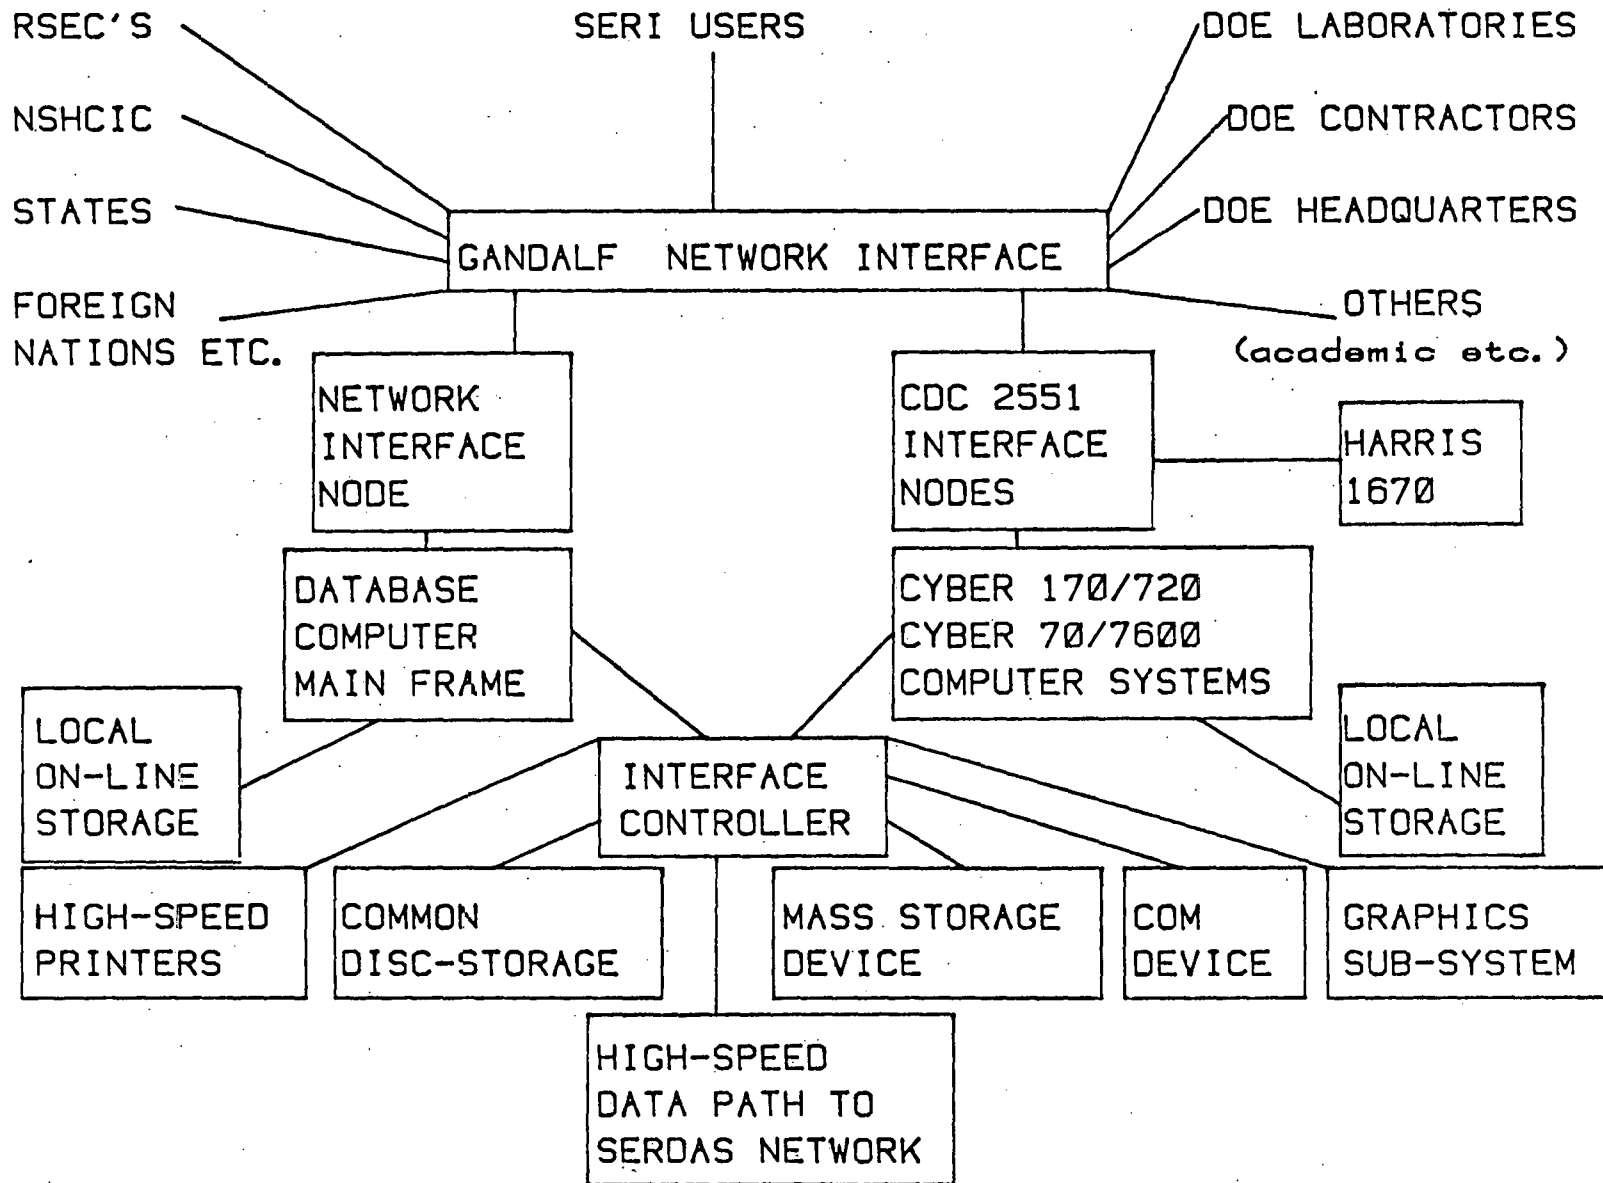 RSEC'S
SERI USERS
DOE LABORATORIES
NSHCIC
DOE CONTRACTORS
STATES
DOE HEADQUARTERS
GANDALF NETWORK INTERFACE
FOREIGN
NATIONS ETC.
OTHERS
(academic etc.)
NETWORK
INTERFACE
NODE
CDC 2551
INTERFACE
NODES
HARRIS
1670
DATABASE
COMPUTER
MAIN FRAME
CYBER 170/720
CYBER 70/7600
COMPUTER SYSTEMS
LOCAL
ON-LINE
STORAGE
INTERFACE
CONTROLLER
LOCAL
ON-LINE
STORAGE
HIGH-SPEED
PRINTERS
COMMON
DISC-STORAGE
MASS STORAGE
DEVICE
COM
DEVICE
GRAPHICS
SUB-SYSTEM
HIGH-SPEED
DATA PATH TO
SERDAS NETWORK